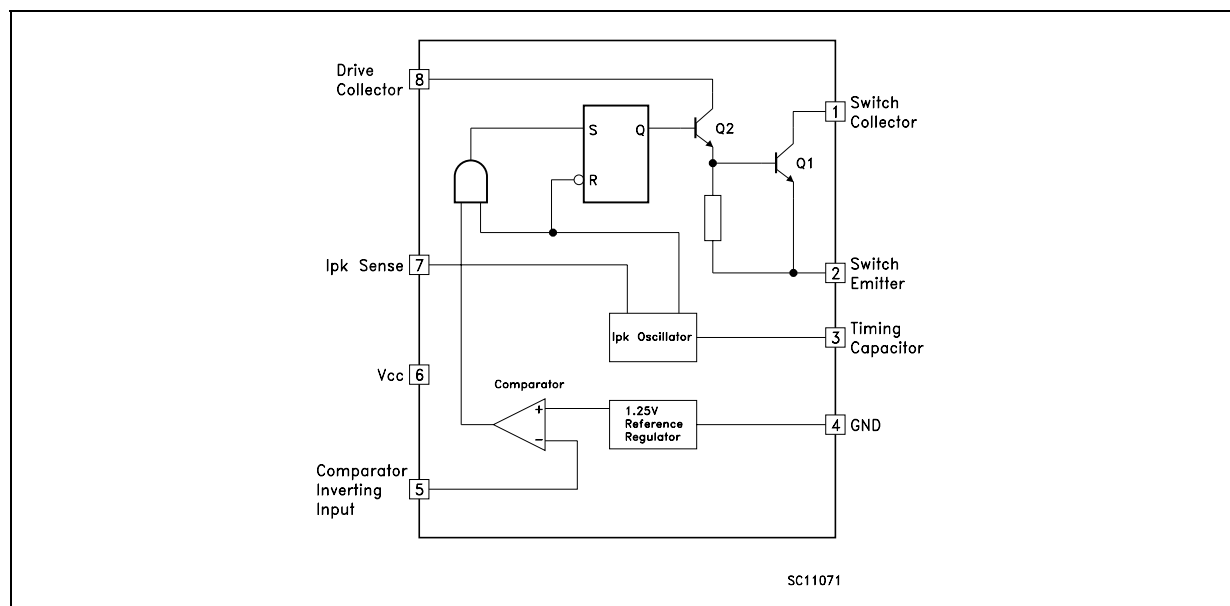 Drive
Collector
8
1
Switch
Collector
S
Q
Q2
R
Q1
Ipk Sense
7
2
Switch
Emitter
Ipk Oscillator
3
Timing
Capacitor
Vcc
6
Comparator
+
−
1.25V
Reference
Regulator
4
GND
Comparator
Inverting
Input
5
SC11071